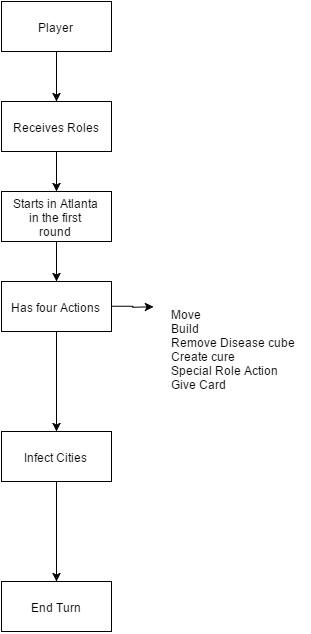 Player
Receives Roles
Starts in Atlanta
in the first
round
Has four Actions
Move
Build
Remove Disease cube
Create cure
Special Role Action
Give Card
Infect Cities
End Turn